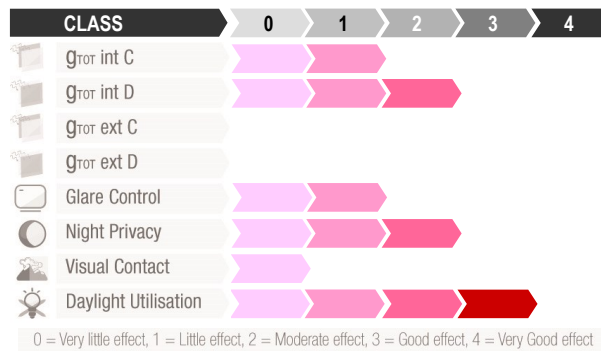 CLASS 0 1 2 3 4
gTOT int C
gTOT int D
gTOT ext C
gTOT ext D
Glare Control
Night Privacy
Visual Contact
Daylight Utilisation
0 = Very little effect, 1 = Little effect, 2 = Moderate effect, 3 = Good effect, 4 = Very Good effect